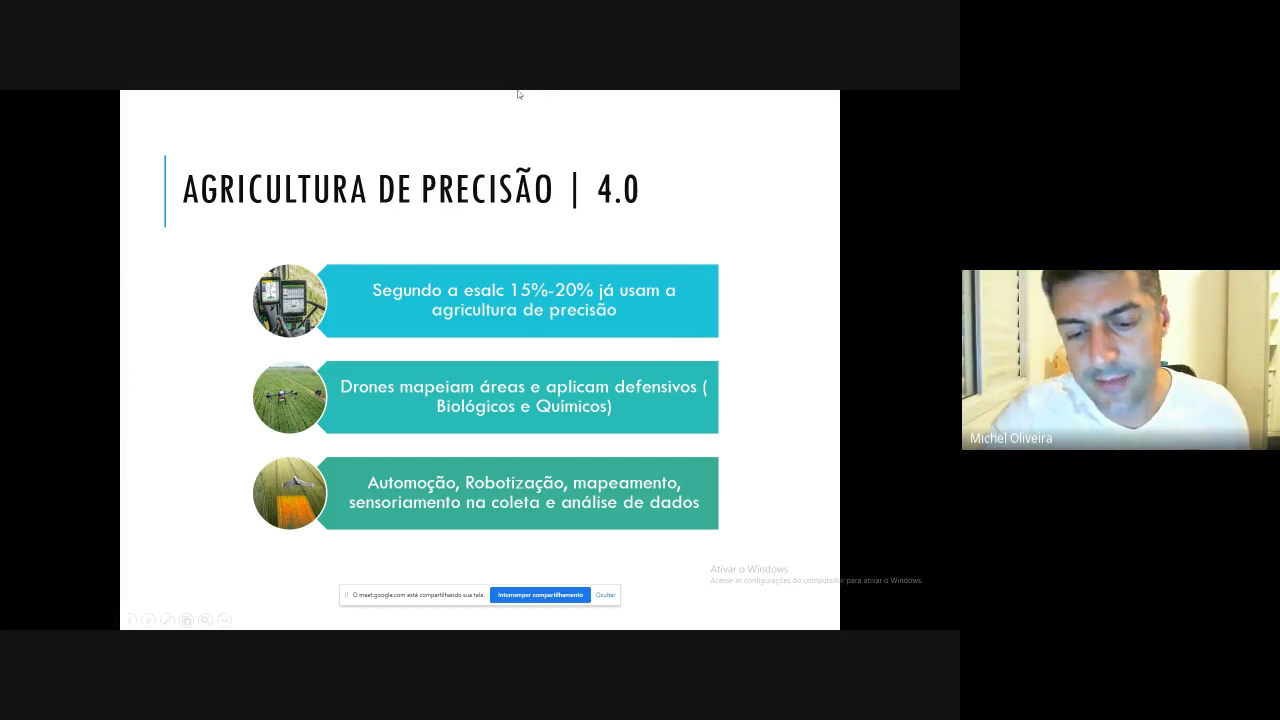 AGRICULTURA DE PRECISÃO | 4.0
Segundo a esalc 15%-20% já usam a
agricultura de precisão
Drones mapeiam áreas e aplicam defensivos (
Biológicos e Químicos)
Automoção, Robotização, mapeamento,
sensoriamento na coleta e análise de dados
Michel Oliveira
Ativar o Windows
Acesse as configurações do computador para ativar o Windows.
O meet.google.com está compartilhando sua tela.
Interromper compartilhamento
Ocultar